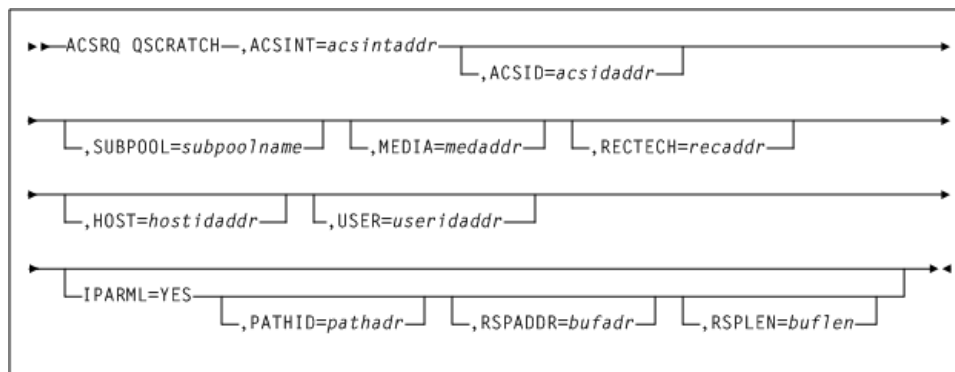 ACSRQ QSCRATCH ,ACSINT=acsintaddr
,ACSID=acsidaddr
,SUBPOOL=subpoolname ,MEDIA=medaddr ,RECTECH=recaddr
,HOST=hostidaddr ,USER=useridaddr
IPARML=YES
,PATHID=pathadr ,RSPADDR=bufadr ,RSPLEN=buflen